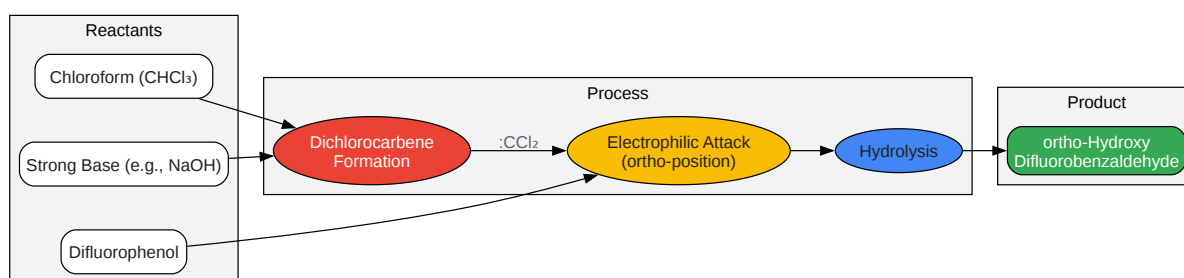 Reactants
Chloroform (CHCl₃)
Strong Base (e.g., NaOH)
Difluorophenol
Process
Dichlorocarbene
Formation
:CCl₂
Electrophilic Attack
(ortho-position)
Hydrolysis
Product
ortho-Hydroxy
Difluorobenzaldehyde